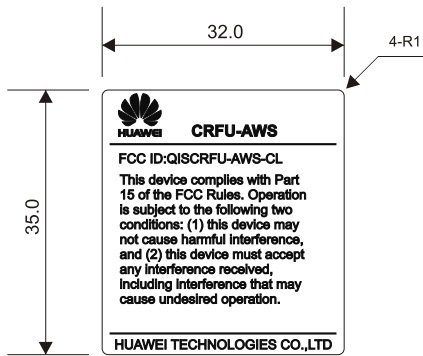 32.0
4-R1
35.0
HUAWEI
CRFU-AWS
FCC ID:QISCRFU-AWS-CL
This device complies with Part
15 of the FCC Rules. Operation
is subject to the following two
conditions: (1) this device may
not cause harmful interference,
and (2) this device must accept
any interference received,
including interference that may
cause undesired operation.
HUAWEI TECHNOLOGIES CO.,LTD